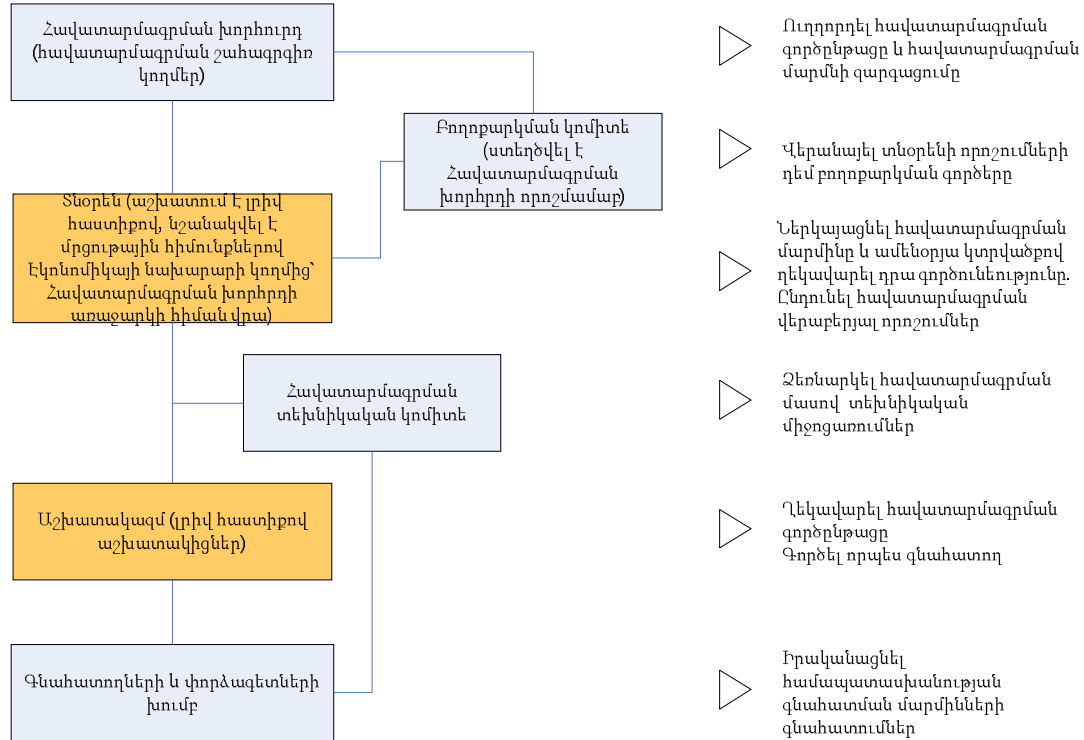 Հավատարմագրման խորհուրդ
(հավատարմագրման շահագրգիռ
կողմեր)
Ուղղորդել հավատարմագրման
գործընթացը և հավատարմագրման
մարմնի զարգացումը
Բողոքարկման կոմիտե
(ստեղծվել է
Հավատարմագրման
խորհրդի որոշմամաբ)
Վերանայել տնօրենի որոշումների
դեմ բողոքարկման գործերը
Տնօրեն (աշխատում է լրիվ
հաստիքով, նշանակվել է
մրցութային հիմունքներով
Էկոնոմիկայի նախարարի կողմից՝
Հավատարմագրման խորհրդի
առաջարկի հիման վրա)
Ներկայացնել հավատարմագրման
մարմինը և ամենօրյա կտրվածքով
ղեկավարել դրա գործունեությունը.
Ընդունել հավատարմագրման
վերաբերյալ որոշումներ
Հավատարմագրման
տեխնիկական կոմիտե
Ձեռնարկել հավատարմագրման
մասով տեխնիկական
միջոցառումներ
Աշխատակազմ (լրիվ հաստիքով
աշխատակիցներ)
Ղեկավարել հավատարմագրման
գործընթացը
Գործել որպես գնահատող
Գնահատողների և փորձագետների
խումբ
Իրականացնել
համապատասխանության
գնահատման մարմինների
գնահատումներ